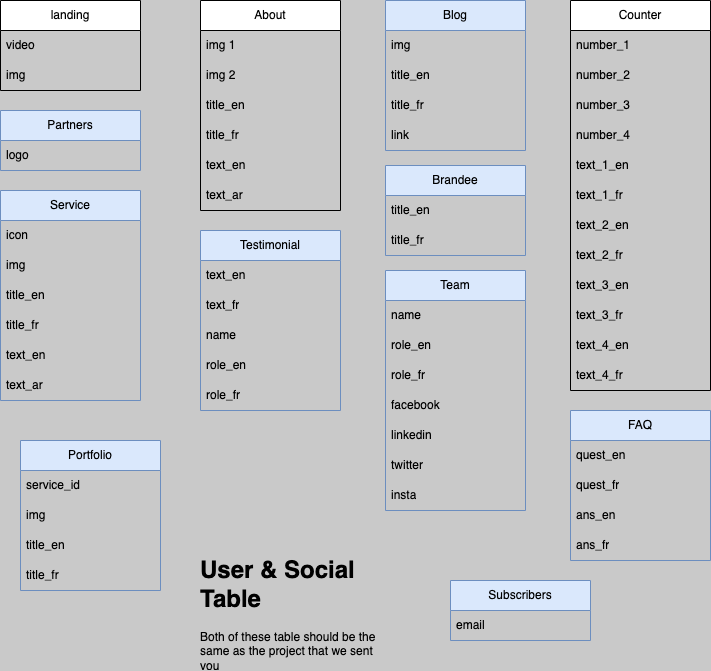 landing
video
img
Partners
logo
Service
icon
img
title_en
title_fr
text_en
text_ar
Portfolio
service_id
img
title_en
title_fr
About
img 1
img 2
title_en
title_fr
text_en
text_ar
Testimonial
text_en
text_fr
name
role_en
role_fr
User & Social
Table
Both of these table should be the
same as the project that we sent
you
Blog
img
title_en
title_fr
link
Brandee
title_en
title_fr
Team
name
role_en
role_fr
facebook
linkedin
twitter
insta
Subscribers
email
Counter
number_1
number_2
number_3
number_4
text_1_en
text_1_fr
text_2_en
text_2_fr
text_3_en
text_3_fr
text_4_en
text_4_fr
FAQ
quest_en
quest_fr
ans_en
ans_fr